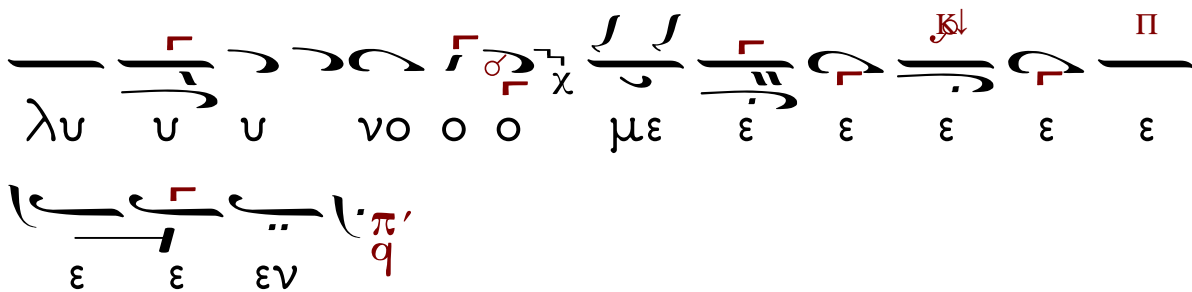 λυ υ υ νο ο ο χ με ε ε ε ε ε
ε ε εν π ʹ q